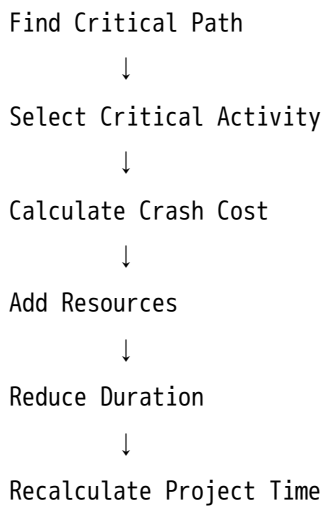 Find Critical Path
↓
Select Critical Activity
↓
Calculate Crash Cost
↓
Add Resources
↓
Reduce Duration
↓
Recalculate Project Time